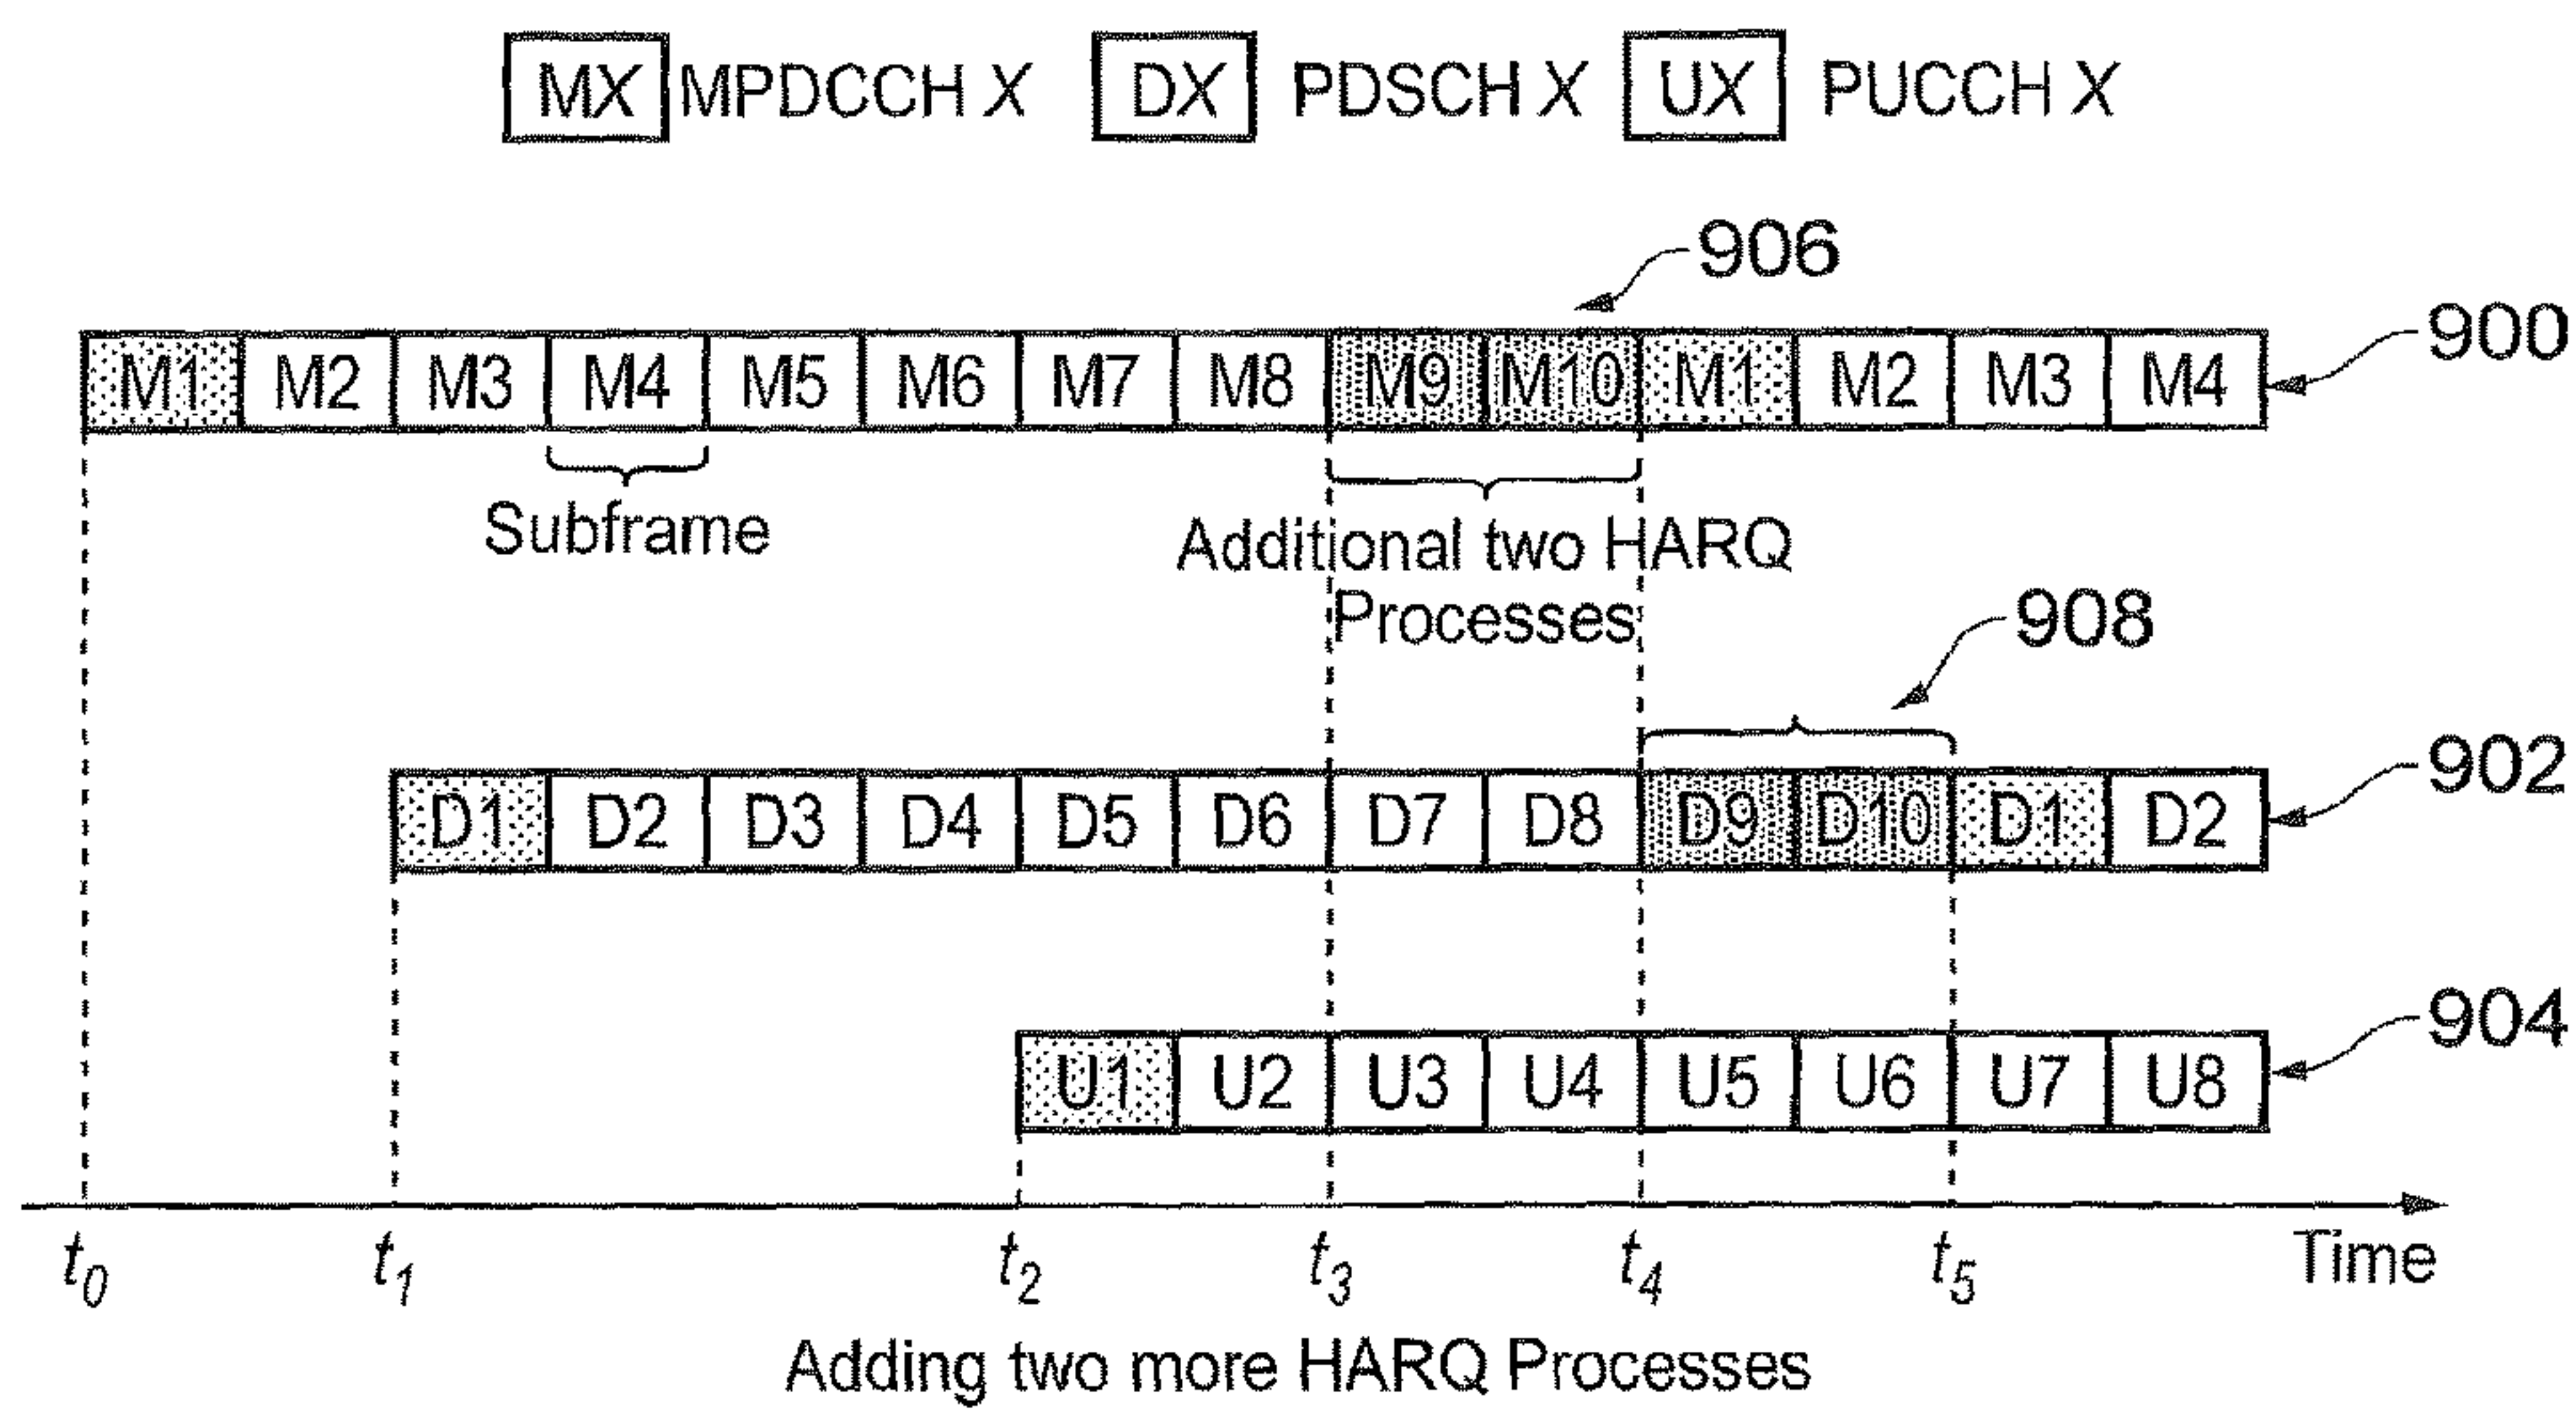 MX MPDCCH X DX PDSCH X UX PUCCH X
906
900
M1 M2 M3 M4 M5 M6 M7 M8 M9 M10 M1 M2 M3 M4
Subframe
Additional two HARQ
Processes
908
902
D1 D2 D3 D4 D5 D6 D7 D8 D9 D10 D1 D2
904
U1 U2 U3 U4 U5 U6 U7 U8
t0 t1 t2 t3 t4 t5 Time
Adding two more HARQ Processes